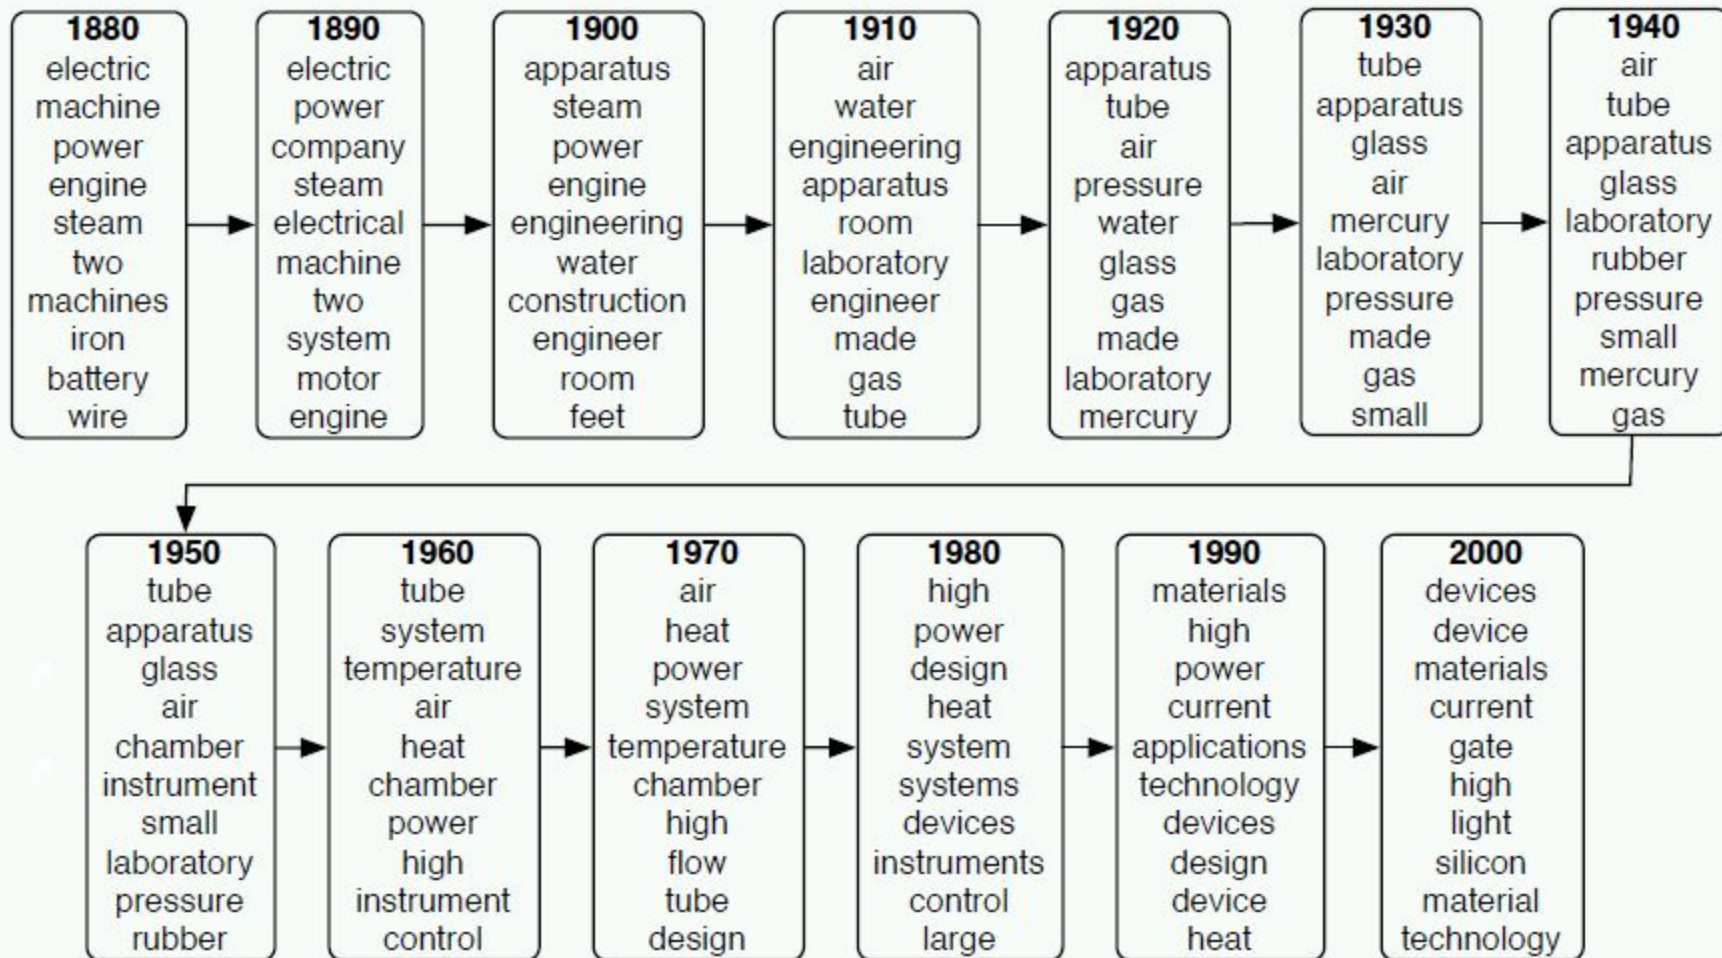 1880
electric
machine
power
engine
steam
two
machines
iron
battery
wire
1890
electric
power
company
steam
electrical
machine
two
system
motor
engine
1900
apparatus
steam
power
engine
engineering
water
construction
engineer
room
feet
1910
air
water
engineering
apparatus
room
laboratory
engineer
made
gas
tube
1920
apparatus
tube
air
pressure
water
glass
gas
made
laboratory
mercury
1930
tube
apparatus
glass
air
mercury
laboratory
pressure
made
gas
small
1940
air
tube
apparatus
glass
laboratory
rubber
pressure
small
mercury
gas
1950
tube
apparatus
glass
air
chamber
instrument
small
laboratory
pressure
rubber
1960
tube
system
temperature
air
heat
chamber
power
high
instrument
control
1970
air
heat
power
system
temperature
chamber
high
flow
tube
design
1980
high
power
design
heat
system
systems
devices
instruments
control
large
1990
materials
high
power
current
applications
technology
devices
design
device
heat
2000
devices
device
materials
current
gate
high
light
silicon
material
technology